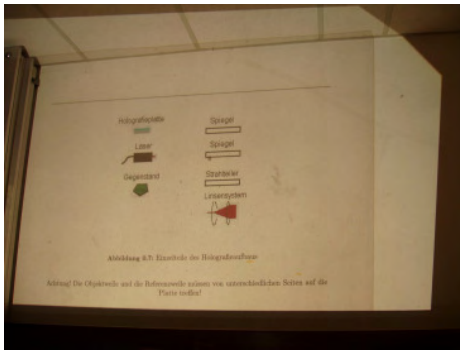 Holografieplatte
Spiegel
Laser
Spiegel
Gegenstand
Strahlteiler
Linsensystem
Abbildung 6.7: Einzelteile des Holografieaufbaus
Achtung! Die Objektwelle und die Referenzwelle müssen von unterschiedlichen Seiten auf die
Platte treffen!